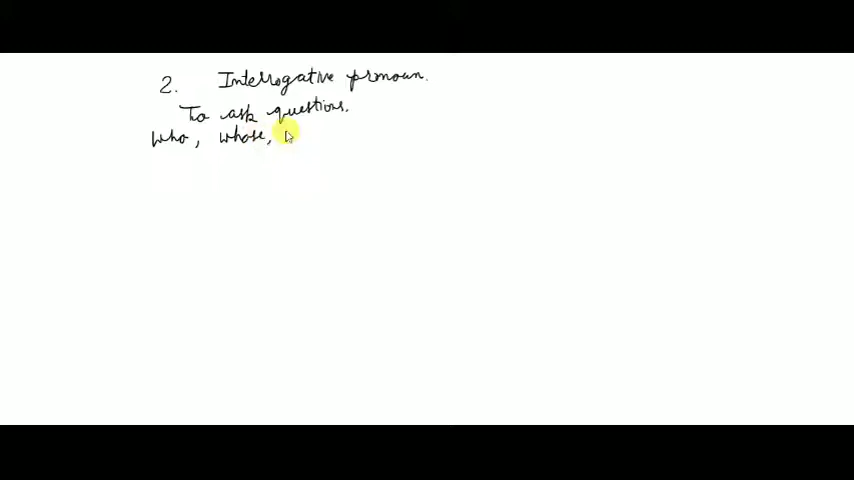 2. Interrogative pronoun.
To ask questions.
who, whose,